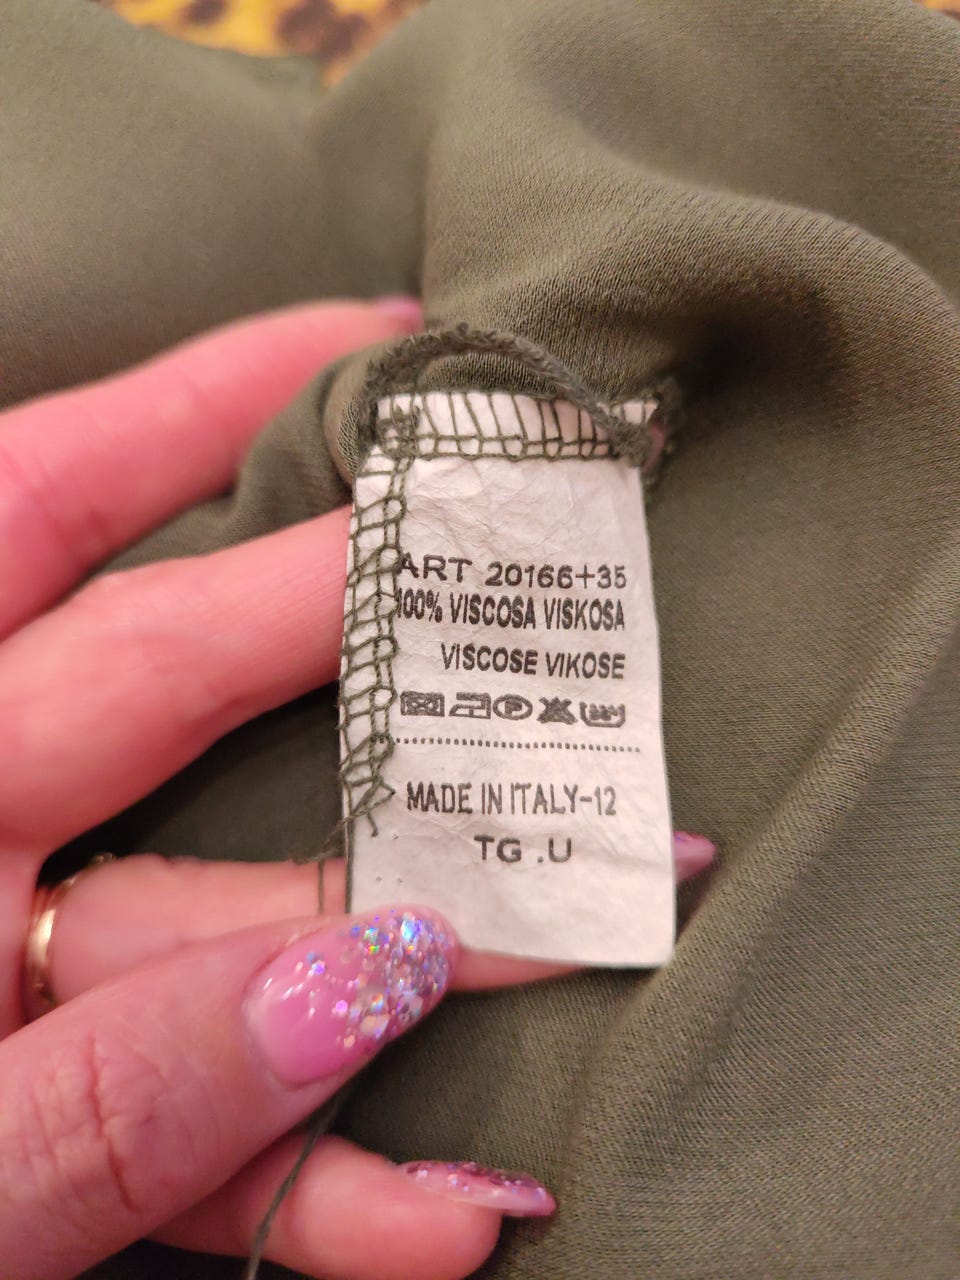 ART 20166+35
100% VISCOSA VISKOSA
VISCOSE VIKOSE
P
MADE IN ITALY-12
TG .U